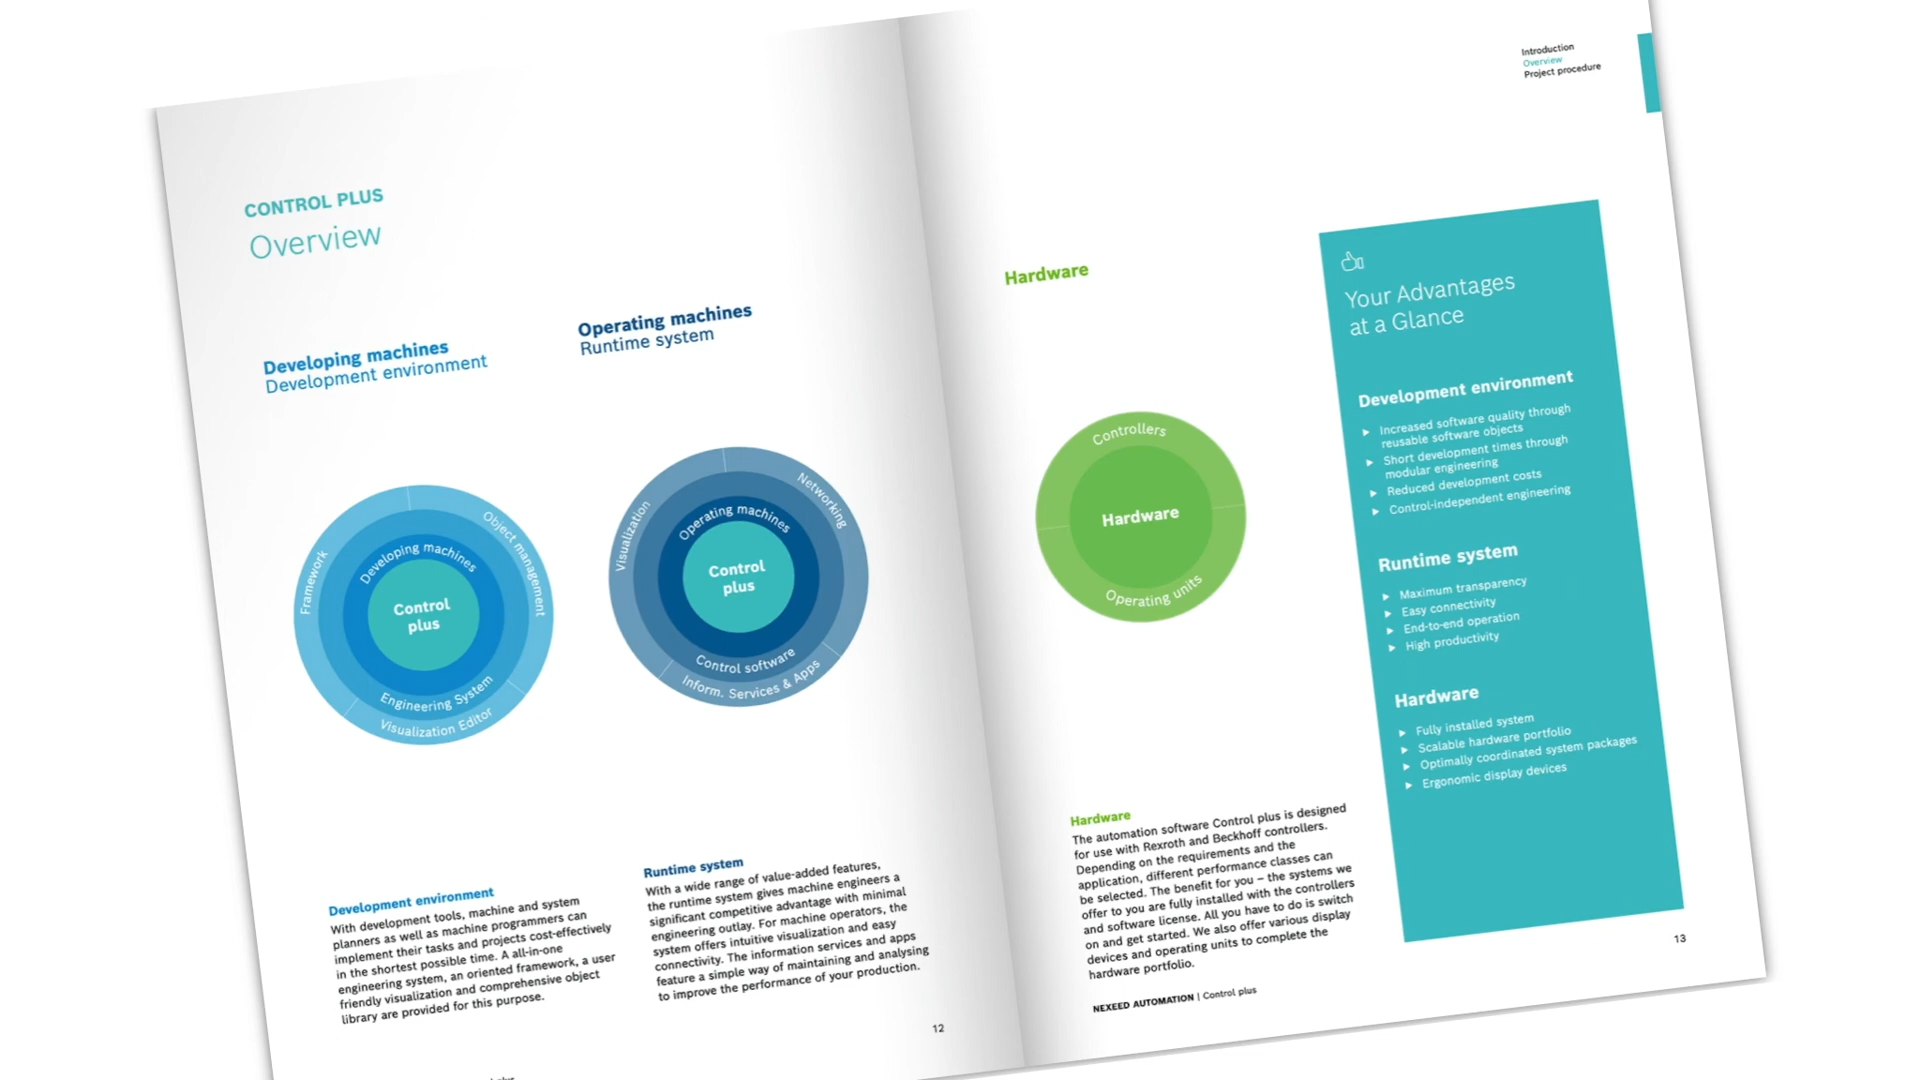 CONTROL PLUS
Overview
Developing machines
Development environment
Operating machines
Runtime system
Framework
Object management
Developing machines
Control
plus
Engineering System
Visualization Editor
Visualization
Networking
Operating machines
Control
plus
Control software
Inform. Services & Apps
Development environment
With development tools, machine and system
planners as well as machine programmers can
implement their tasks and projects cost-effectively
in the shortest possible time. A all-in-one
engineering system, an oriented framework, a user
friendly visualization and comprehensive object
library are provided for this purpose.
Runtime system
With a wide range of value-added features,
the runtime system gives machine engineers a
significant competitive advantage with minimal
engineering outlay. For machine operators, the
system offers intuitive visualization and easy
connectivity. The information services and apps
feature a simple way of maintaining and analysing
to improve the performance of your production.
12
Introduction
Overview
Project procedure
Hardware
Controllers
Hardware
Operating units
Hardware
The automation software Control plus is designed
for use with Rexroth and Beckhoff controllers.
Depending on the requirements and the
application, different performance classes can
be selected. The benefit for you – the systems we
offer to you are fully installed with the controllers
and software license. All you have to do is switch
on and get started. We also offer various display
devices and operating units to complete the
hardware portfolio.
NEXEED AUTOMATION | Control plus
Your Advantages
at a Glance
Development environment
► Increased software quality through
reusable software objects
► Short development times through
modular engineering
► Reduced development costs
► Control-independent engineering
Runtime system
► Maximum transparency
► Easy connectivity
► End-to-end operation
► High productivity
Hardware
► Fully installed system
► Scalable hardware portfolio
► Optimally coordinated system packages
► Ergonomic display devices
13